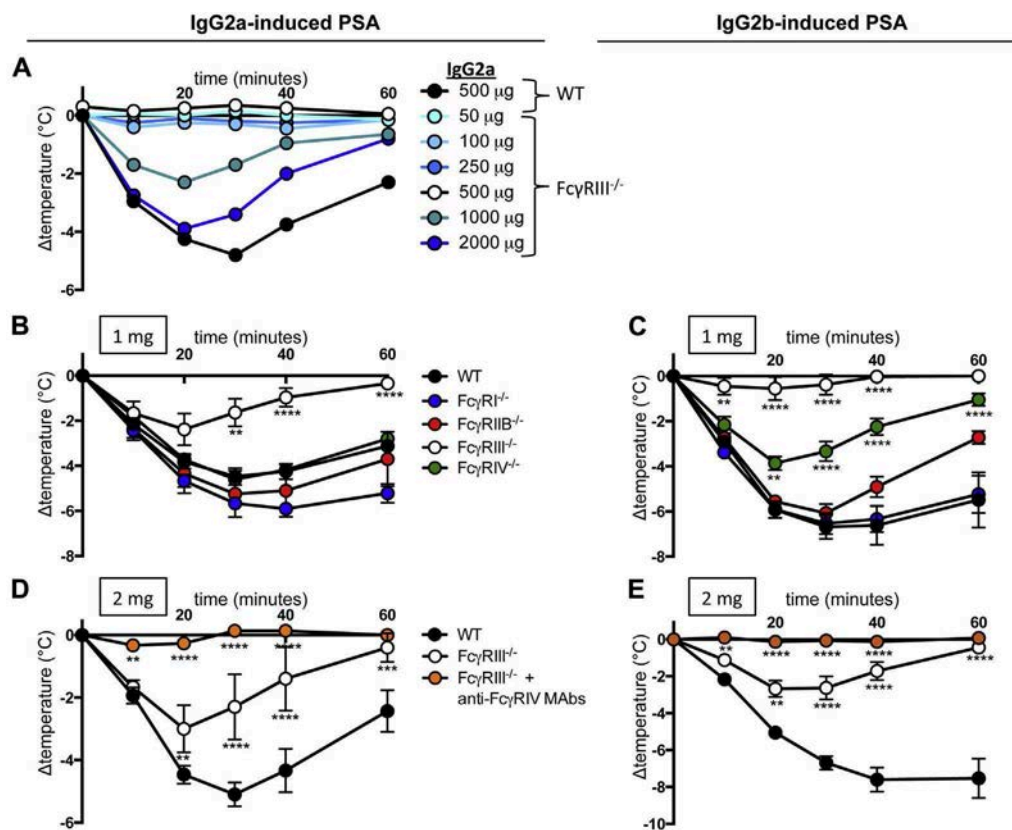 IgG2a-induced PSA
IgG2b-induced PSA
A
time (minutes)
20 40 60
Δtemperature (°C)
0
-2
-4
-6
IgG2a
500 μg
WT
50 μg
100 μg
250 μg
500 μg
1000 μg
2000 μg
FcγRIII-/-
B
1 mg
time (minutes)
20 40 60
Δtemperature (°C)
0
-2
-4
-6
-8
**
****
****
WT
FcγRI-/-
FcγRIIB-/-
FcγRIII-/-
FcγRIV-/-
C
1 mg
time (minutes)
20 40 60
Δtemperature (°C)
0
-2
-4
-6
-8
** **** **** ****
** **** **** ****
D
2 mg
time (minutes)
20 40 60
Δtemperature (°C)
0
-2
-4
-6
** **** **** **** ***
** **** ****
WT
FcγRIII-/-
FcγRIII-/- +
anti-FcγRIV MAbs
E
2 mg
time (minutes)
20 40 60
Δtemperature (°C)
0
-2
-4
-6
-8
-10
** **** **** **** ****
** **** ****